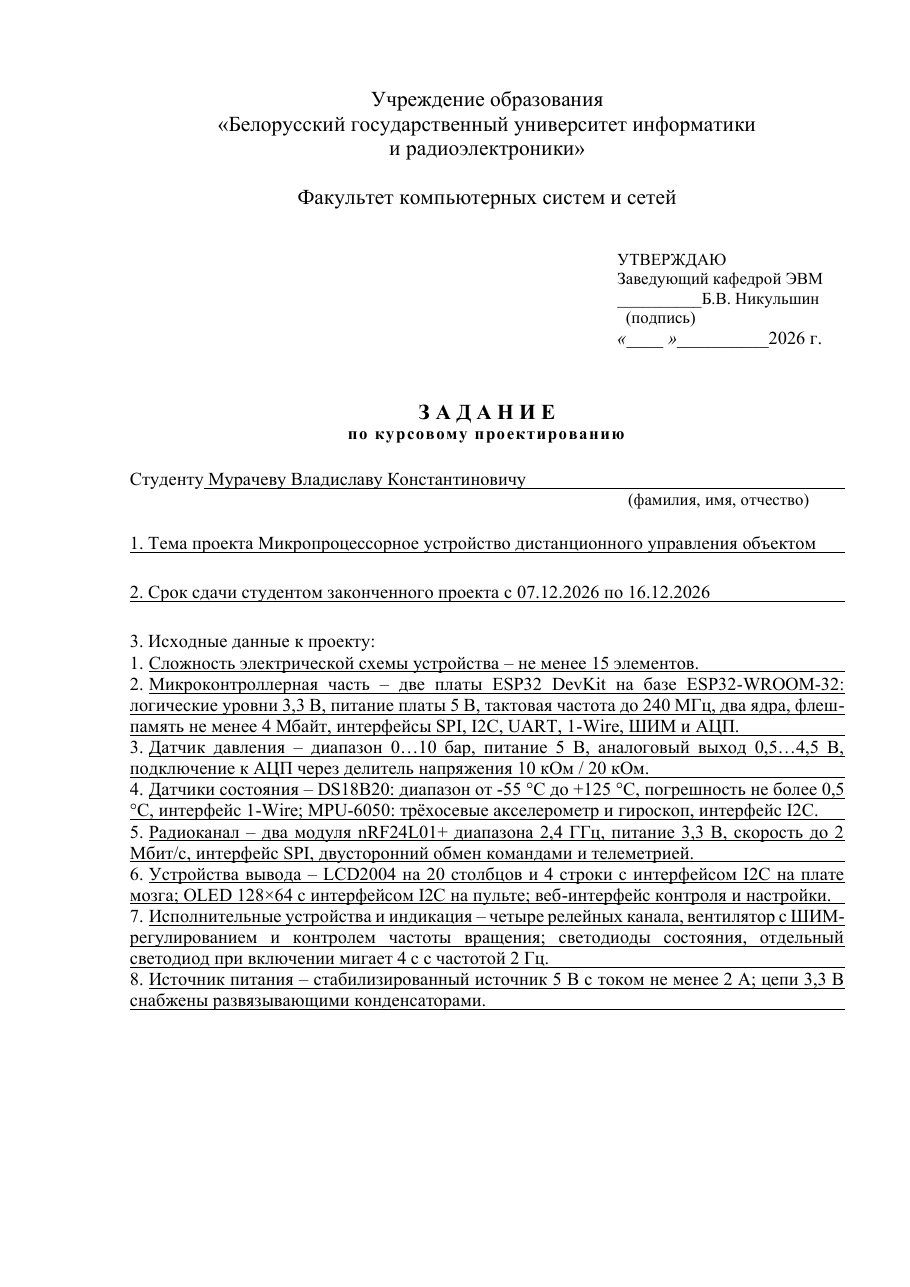 Учреждение образования
«Белорусский государственный университет информатики
и радиоэлектроники»
Факультет компьютерных систем и сетей
УТВЕРЖДАЮ
Заведующий кафедрой ЭВМ
__________Б.В. Никульшин
(подпись)
«____ »__________2026 г.
З А Д А Н И Е
по курсовому проектированию
Студенту Мурачеву Владиславу Константиновичу
(фамилия, имя, отчество)
1. Тема проекта Микропроцессорное устройство дистанционного управления объектом
2. Срок сдачи студентом законченного проекта с 07.12.2026 по 16.12.2026
3. Исходные данные к проекту:
1. Сложность электрической схемы устройства – не менее 15 элементов.
2. Микроконтроллерная часть – две платы ESP32 DevKit на базе ESP32-WROOM-32:
логические уровни 3,3 В, питание платы 5 В, тактовая частота до 240 МГц, два ядра, флеш-
память не менее 4 Мбайт, интерфейсы SPI, I2C, UART, 1-Wire, ШИМ и АЦП.
3. Датчик давления – диапазон 0…10 бар, питание 5 В, аналоговый выход 0,5…4,5 В,
подключение к АЦП через делитель напряжения 10 кОм / 20 кОм.
4. Датчики состояния – DS18B20: диапазон от -55 °C до +125 °C, погрешность не более 0,5
°C, интерфейс 1-Wire; MPU-6050: трёхосевые акселерометр и гироскоп, интерфейс I2C.
5. Радиоканал – два модуля nRF24L01+ диапазона 2,4 ГГц, питание 3,3 В, скорость до 2
Мбит/с, интерфейс SPI, двусторонний обмен командами и телеметрией.
6. Устройства вывода – LCD2004 на 20 столбцов и 4 строки с интерфейсом I2C на плате
мозга; OLED 128×64 с интерфейсом I2C на пульте; веб-интерфейс контроля и настройки.
7. Исполнительные устройства и индикация – четыре релейных канала, вентилятор с ШИМ-
регулированием и контролем частоты вращения; светодиоды состояния, отдельный
светодиод при включении мигает 4 с с частотой 2 Гц.
8. Источник питания – стабилизированный источник 5 В с током не менее 2 А; цепи 3,3 В
снабжены развязывающими конденсаторами.